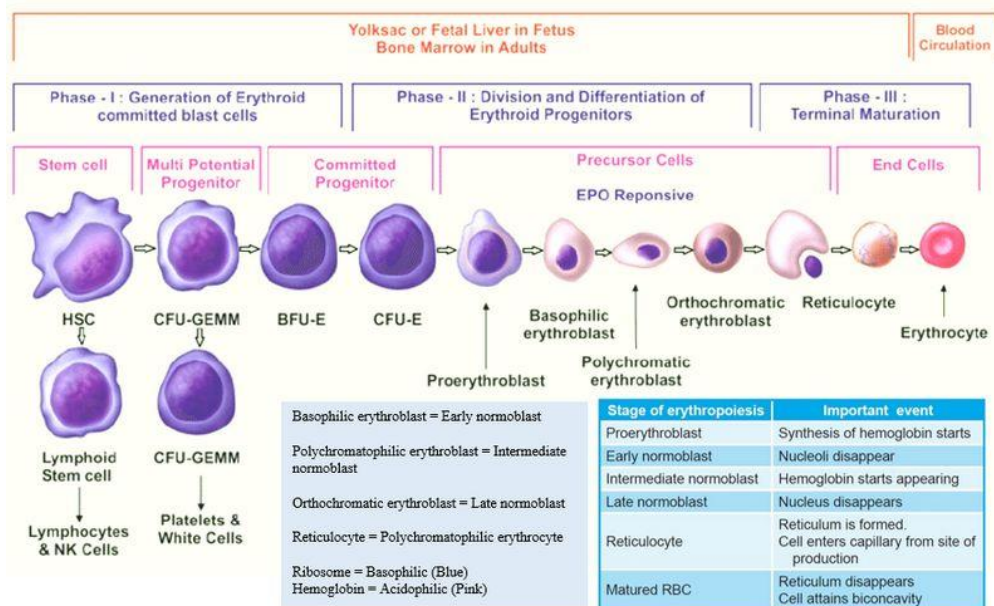 Yolksac or Fetal Liver in Fetus
Bone Marrow in Adults
Blood
Circulation
Phase - I : Generation of Erythroid
committed blast cells
Phase - II : Division and Differentiation of
Erythroid Progenitors
Phase - III :
Terminal Maturation
Stem cell
Multi Potential
Progenitor
Committed
Progenitor
Precursor Cells
EPO Reponsive
End Cells
HSC
CFU-GEMM
BFU-E
CFU-E
Proerythroblast
Basophilic
erythroblast
Polychromatic
erythroblast
Orthochromatic
erythroblast
Reticulocyte
Erythrocyte
Lymphoid
Stem cell
CFU-GEMM
Lymphocytes
& NK Cells
Platelets &
White Cells
Basophilic erythroblast = Early normoblast
Polychromatophilic erythroblast = Intermediate
normoblast
Orthochromatic erythroblast = Late normoblast
Reticulocyte = Polychromatophilic erythrocyte
Ribosome = Basophilic (Blue)
Hemoglobin = Acidophilic (Pink)
Stage of erythropoiesis Important event
Proerythroblast Synthesis of hemoglobin starts
Early normoblast Nucleoli disappear
Intermediate normoblast Hemoglobin starts appearing
Late normoblast Nucleus disappears
Reticulocyte Reticulum is formed.
Cell enters capillary from site of
production
Matured RBC Reticulum disappears
Cell attains biconcavity